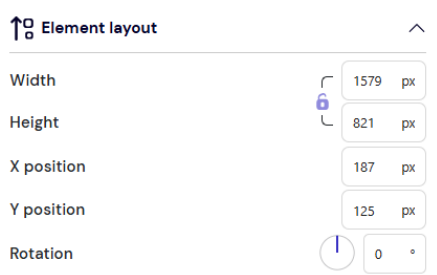 Element layout
Width 1579 px
Height 821 px
X position 187 px
Y position 125 px
Rotation 0 °